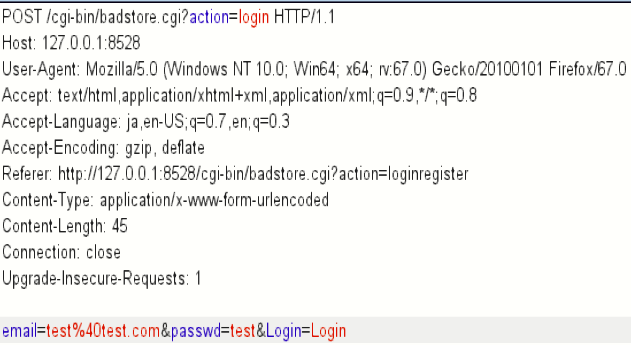 POST /cgi-bin/badstore.cgi?action=login HTTP/1.1
Host: 127.0.0.1:8528
User-Agent: Mozilla/5.0 (Windows NT 10.0; Win64; x64; rv:67.0) Gecko/20100101 Firefox/67.0
Accept: text/html,application/xhtml+xml,application/xml;q=0.9,*/*;q=0.8
Accept-Language: ja,en-US;q=0.7,en;q=0.3
Accept-Encoding: gzip, deflate
Referer: http://127.0.0.1:8528/cgi-bin/badstore.cgi?action=loginregister
Content-Type: application/x-www-form-urlencoded
Content-Length: 45
Connection: close
Upgrade-Insecure-Requests: 1
email=test%40test.com&passwd=test&Login=Login